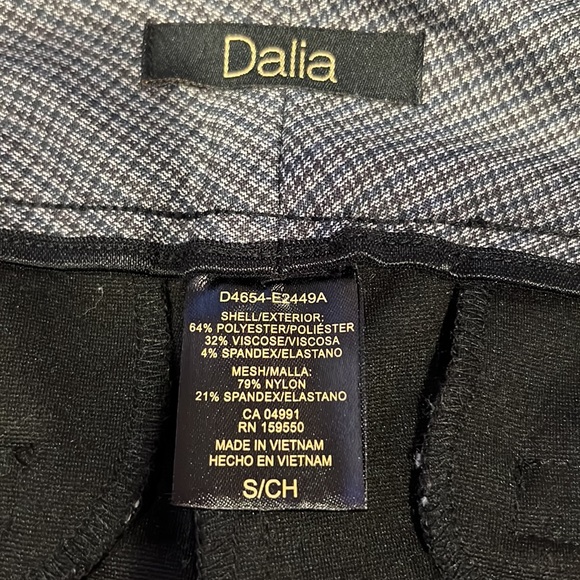 Dalia
D4654-E2449A
SHELL/EXTERIOR:
64% POLYESTER/POLIÉSTER
32% VISCOSE/VISCOSA
4% SPANDEX/ELASTANO
MESH/MALLA:
79% NYLON
21% SPANDEX/ELASTANO
CA 04991
RN 159550
MADE IN VIETNAM
HECHO EN VIETNAM
S/CH